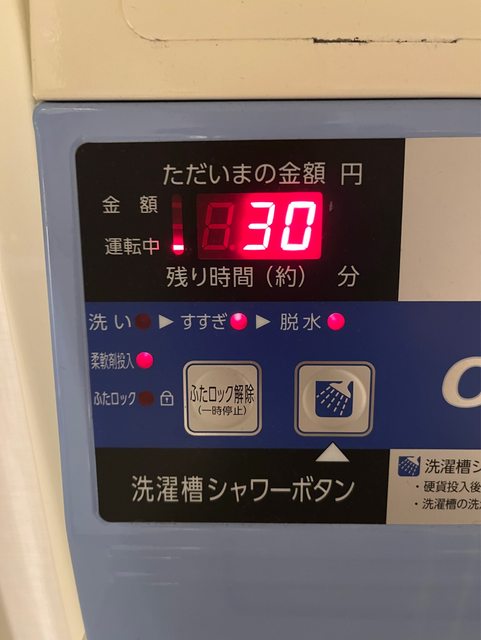 ただいまの金額 円
金 額
30
運転中
残り時間（約） 分
洗い ▶ すすぎ ▶ 脱水
柔軟剤投入
ふたロック
ふたロック解除
（一時停止）
洗濯槽シャワーボタン
洗濯槽シ
・硬貨投入後
・洗濯槽の洗